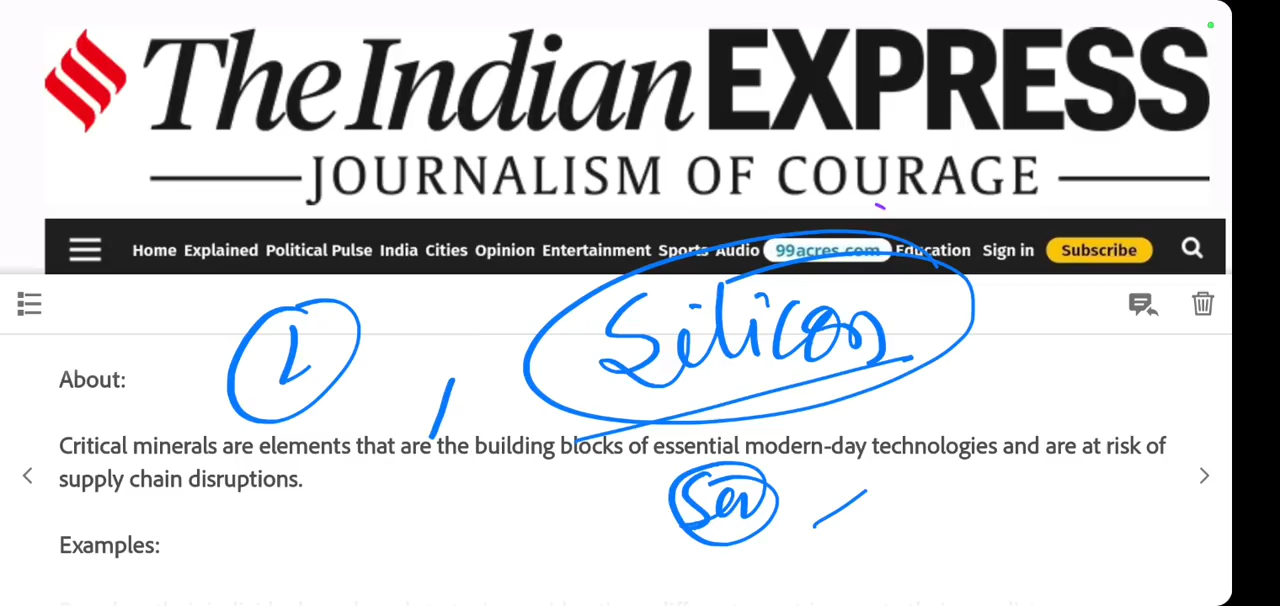 The Indian EXPRESS
JOURNALISM OF COURAGE
Home Explained Political Pulse India Cities Opinion Entertainment Sports Audio 99acres.com Education Sign in Subscribe
Silicon
About:
Critical minerals are elements that are the building blocks of essential modern-day technologies and are at risk of
supply chain disruptions.
Examples: